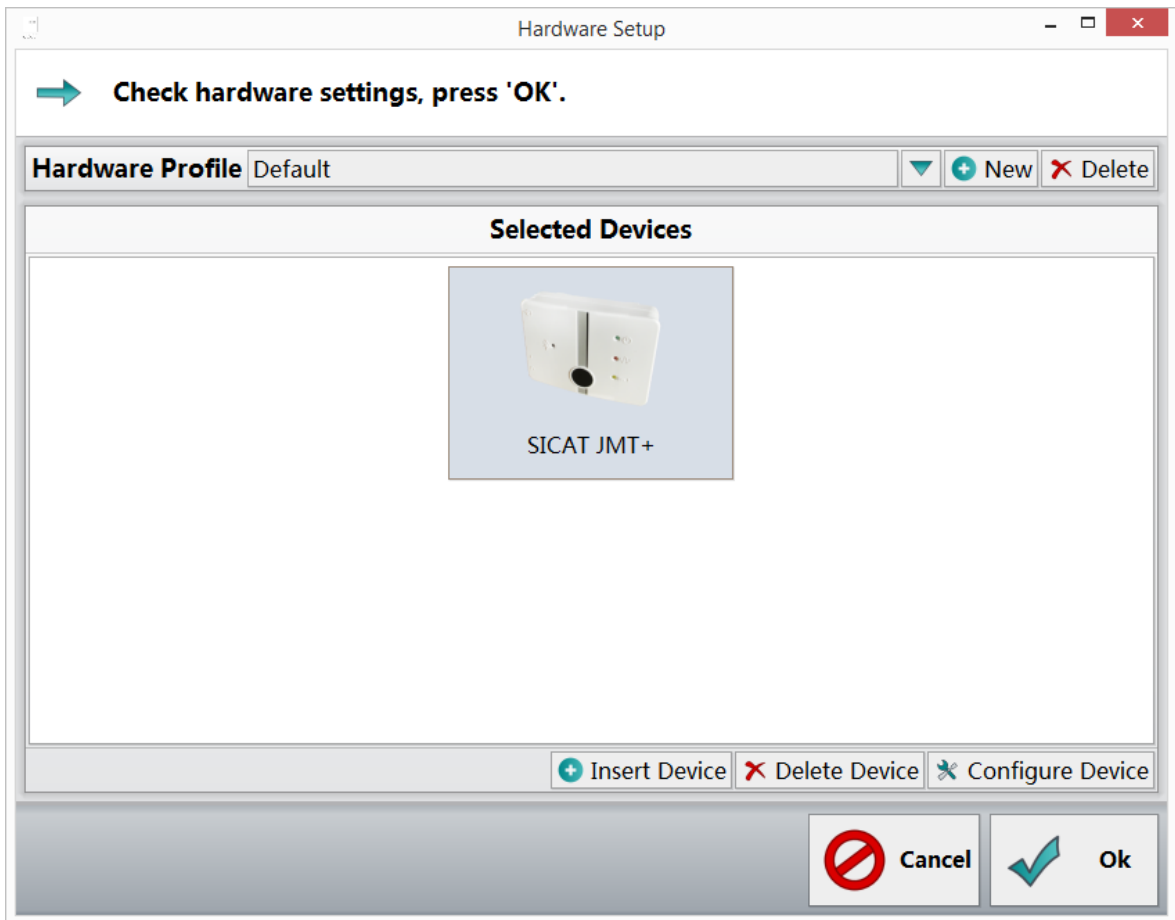 Hardware Setup
Check hardware settings, press 'OK'.
Hardware Profile Default New Delete
Selected Devices
SICAT JMT+
Insert Device Delete Device Configure Device
Cancel Ok